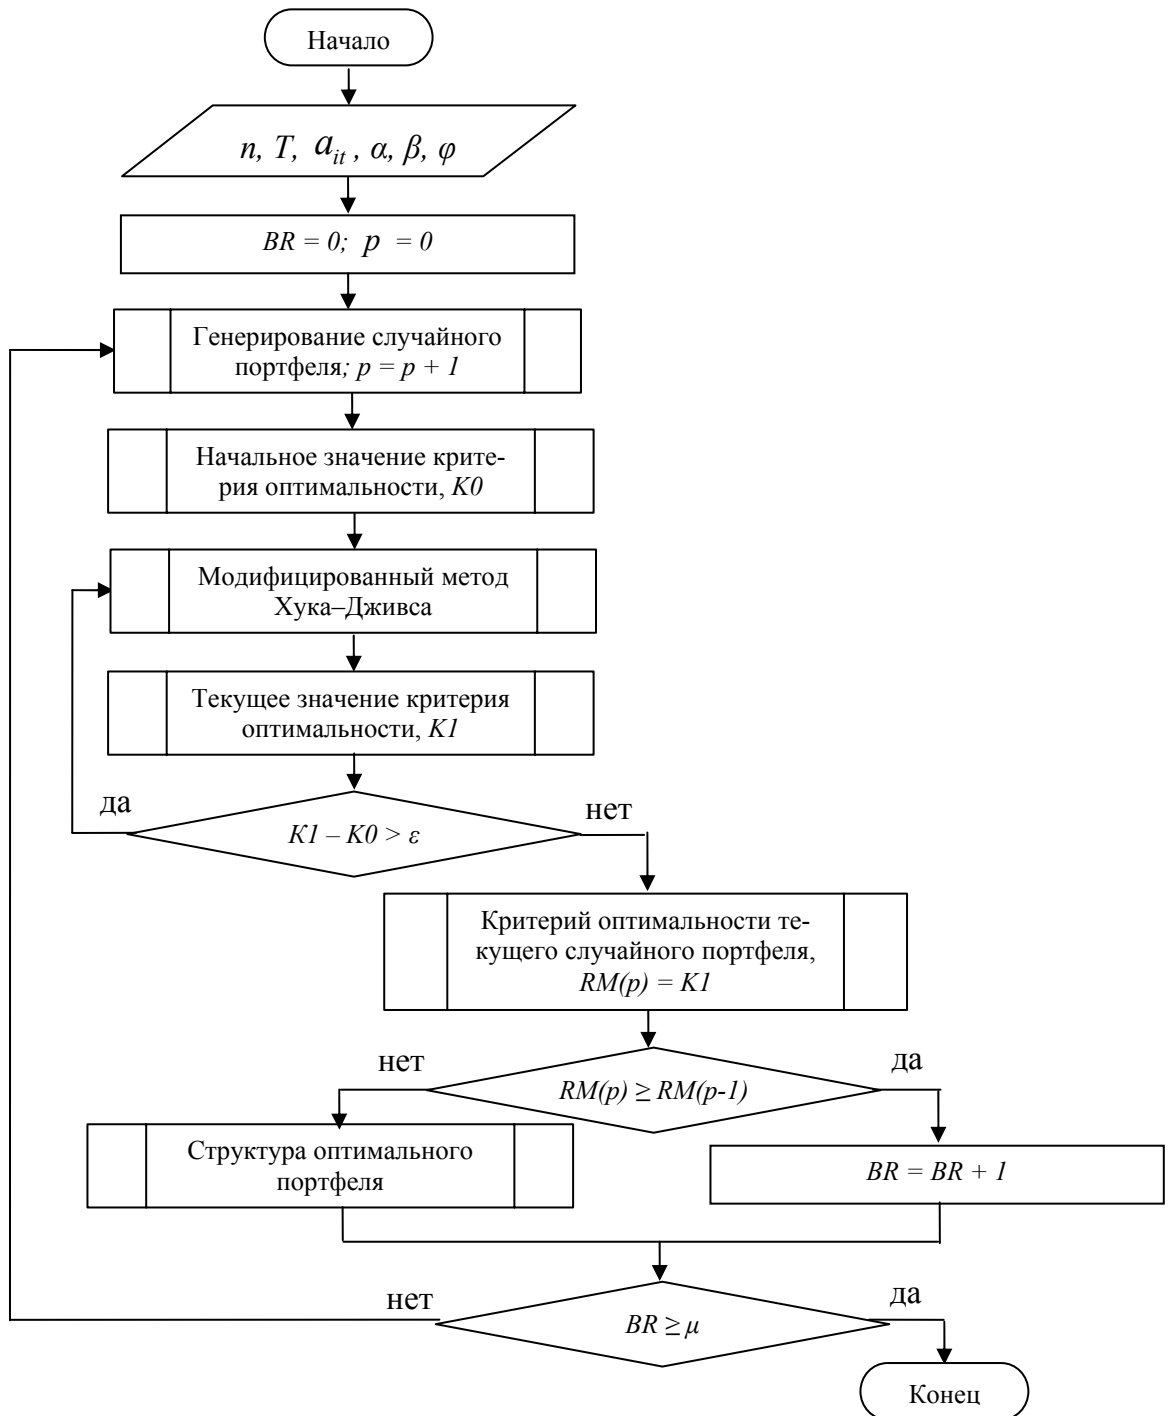 Начало
n, T, a_{it}, α, β, φ
BR = 0; p = 0
Генерирование случайного
портфеля; p = p + 1
Начальное значение крите-
рия оптимальности, K0
Модифицированный метод
Хука–Дживса
Текущее значение критерия
оптимальности, K1
да
нет
K1 – K0 > ε
Критерий оптимальности те-
кущего случайного портфеля,
RM(p) = K1
нет
да
RM(p) ≥ RM(p-1)
Структура оптимального
портфеля
BR = BR + 1
нет
да
BR ≥ μ
Конец